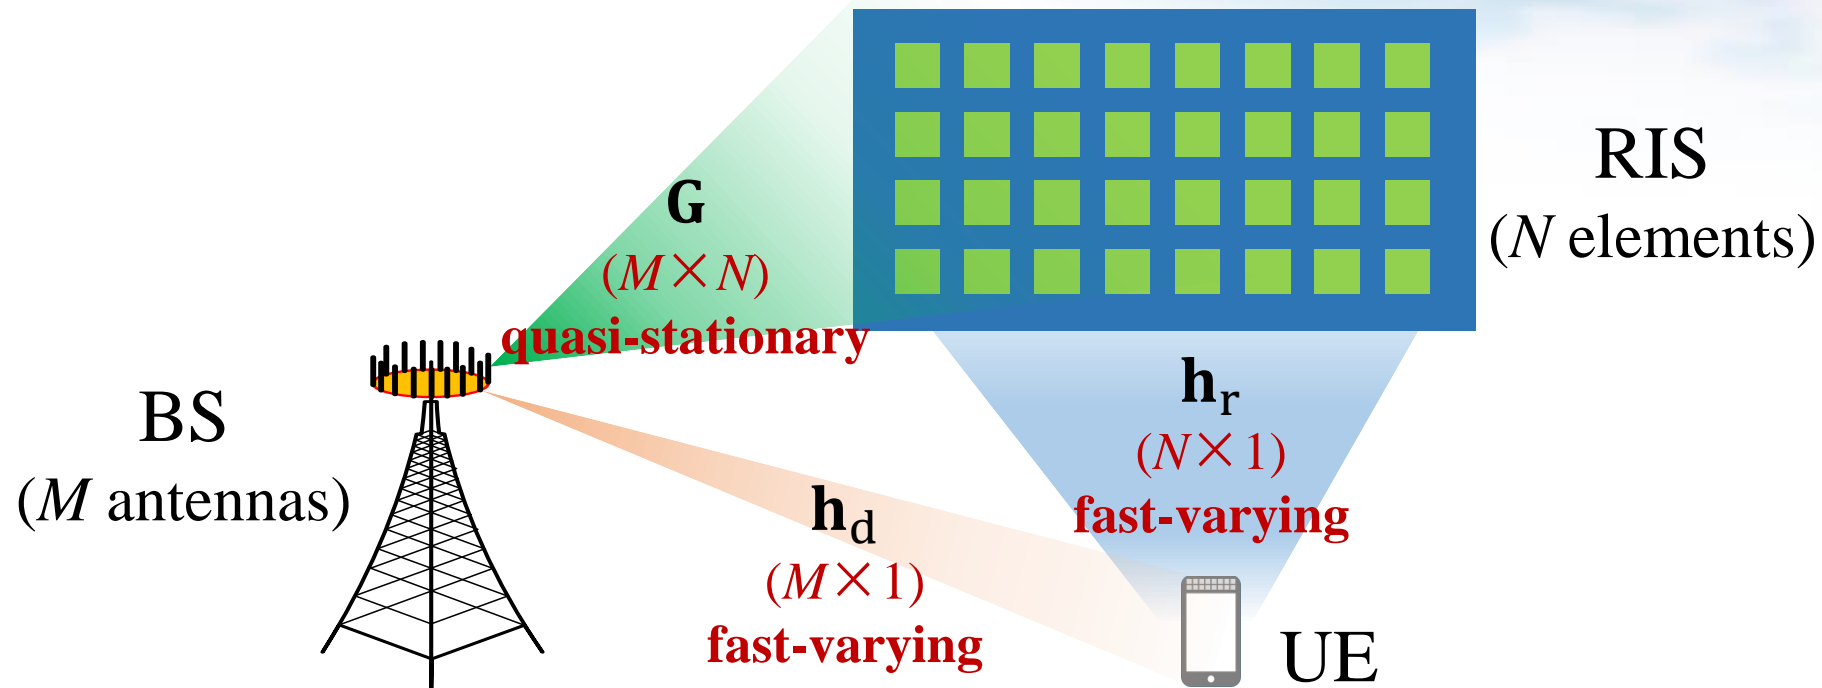 RIS
(N elements)
G
(M×N)
quasi-stationary
BS
(M antennas)
h_r
(N×1)
fast-varying
h_d
(M×1)
fast-varying
UE